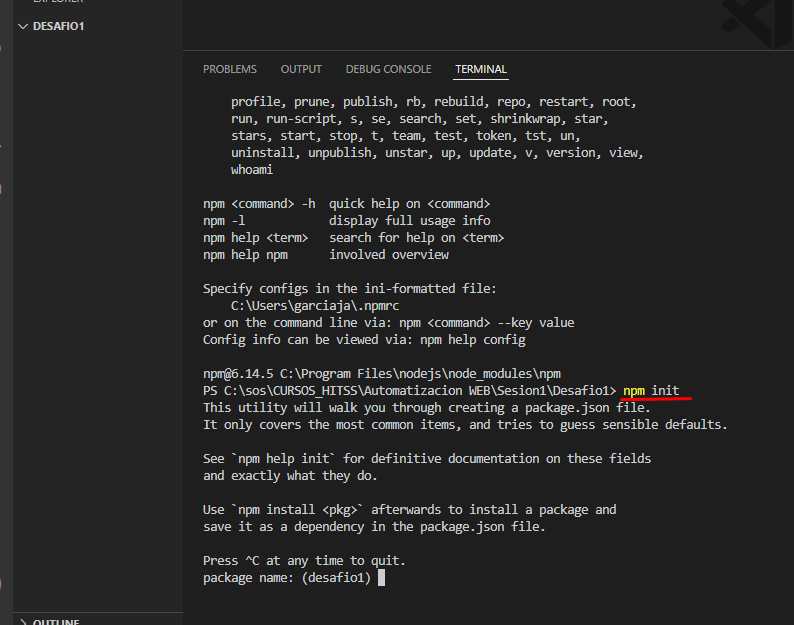 EXPLORER
DESAFIO1
PROBLEMS OUTPUT DEBUG CONSOLE TERMINAL
profile, prune, publish, rb, rebuild, repo, restart, root,
run, run-script, s, se, search, set, shrinkwrap, star,
stars, start, stop, t, team, test, token, tst, un,
uninstall, unpublish, unstar, up, update, v, version, view,
whoami
npm <command> -h quick help on <command>
npm -l display full usage info
npm help <term> search for help on <term>
npm help npm involved overview
Specify configs in the ini-formatted file:
C:\Users\garciaja\.npmrc
or on the command line via: npm <command> --key value
Config info can be viewed via: npm help config
npm@6.14.5 C:\Program Files\nodejs\node_modules\npm
PS C:\sos\CURSOS_HITSS\Automatizacion WEB\Sesion1\Desafio1> npm init
This utility will walk you through creating a package.json file.
It only covers the most common items, and tries to guess sensible defaults.
See `npm help init` for definitive documentation on these fields
and exactly what they do.
Use `npm install <pkg>` afterwards to install a package and
save it as a dependency in the package.json file.
Press ^C at any time to quit.
package name: (desafio1)
OUTLINE